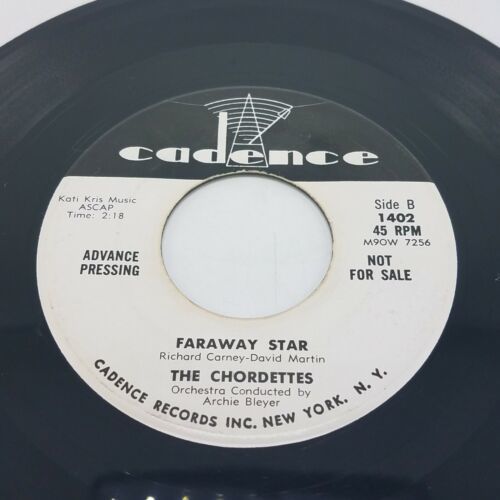 cadence
Kati Kris Music
ASCAP
Time: 2:18
Side B
1402
45 RPM
M9OW 7256
ADVANCE
PRESSING
NOT
FOR SALE
FARAWAY STAR
Richard Carney-David Martin
THE CHORDETTES
Orchestra Conducted by
Archie Bleyer
CADENCE RECORDS INC. NEW YORK, N. Y.